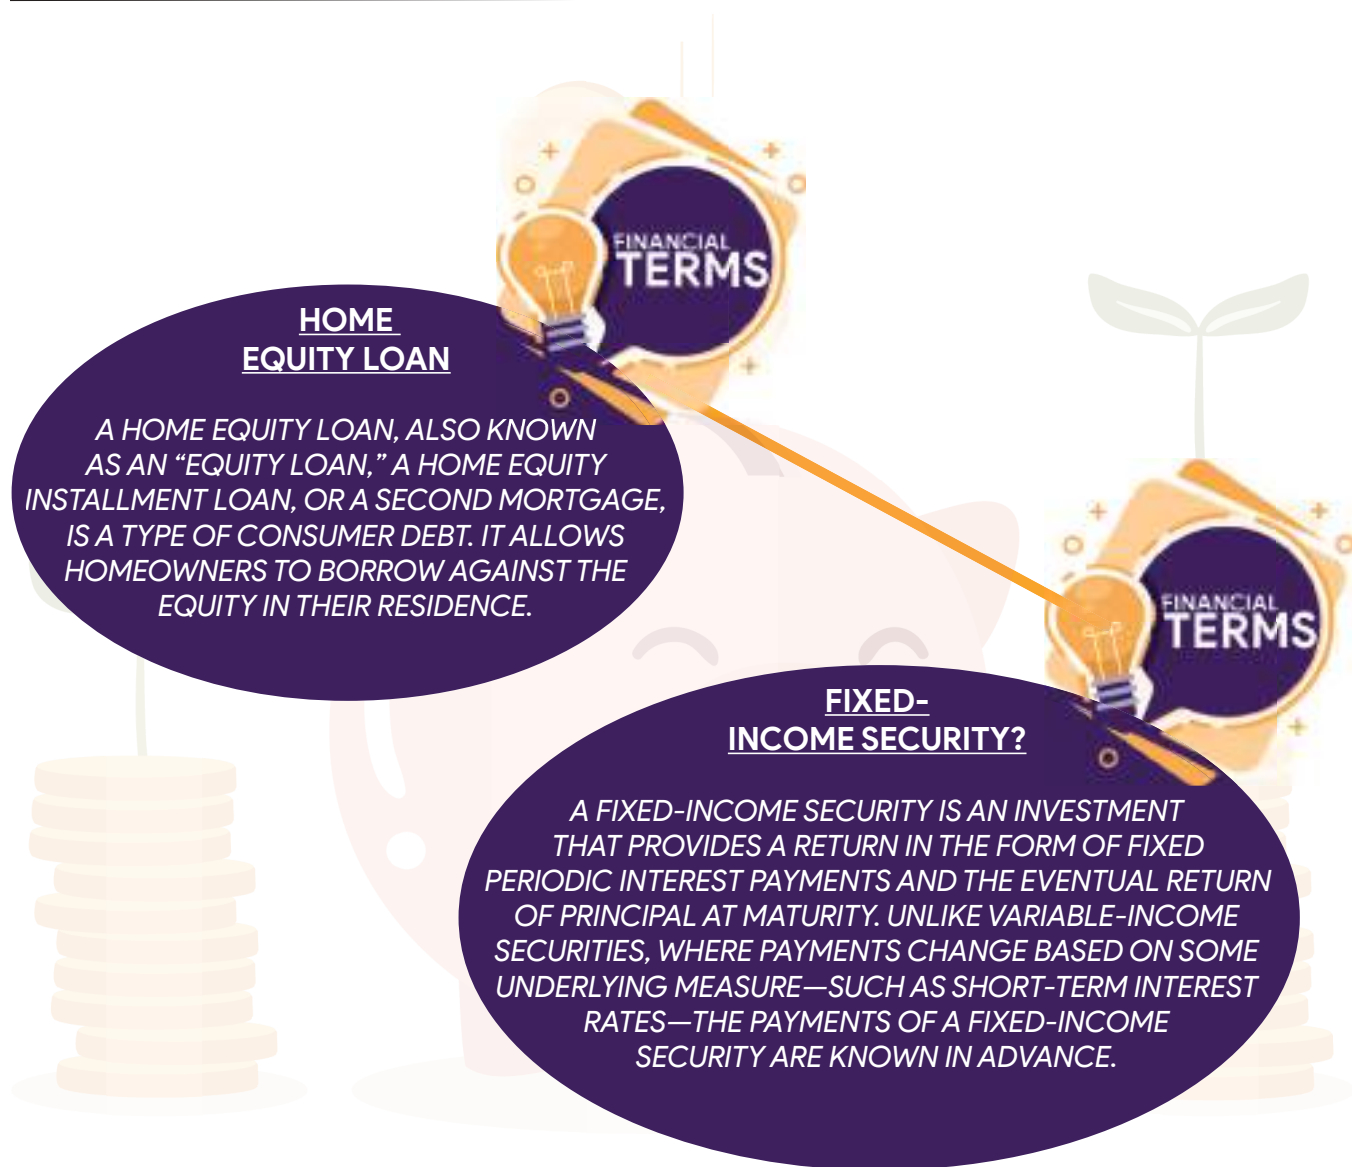 FINANCIAL
TERMS
HOME
EQUITY LOAN
A HOME EQUITY LOAN, ALSO KNOWN
AS AN “EQUITY LOAN,” A HOME EQUITY
INSTALLMENT LOAN, OR A SECOND MORTGAGE,
IS A TYPE OF CONSUMER DEBT. IT ALLOWS
HOMEOWNERS TO BORROW AGAINST THE
EQUITY IN THEIR RESIDENCE.
FINANCIAL
TERMS
FIXED-
INCOME SECURITY?
A FIXED-INCOME SECURITY IS AN INVESTMENT
THAT PROVIDES A RETURN IN THE FORM OF FIXED
PERIODIC INTEREST PAYMENTS AND THE EVENTUAL RETURN
OF PRINCIPAL AT MATURITY. UNLIKE VARIABLE-INCOME
SECURITIES, WHERE PAYMENTS CHANGE BASED ON SOME
UNDERLYING MEASURE—SUCH AS SHORT-TERM INTEREST
RATES—THE PAYMENTS OF A FIXED-INCOME
SECURITY ARE KNOWN IN ADVANCE.